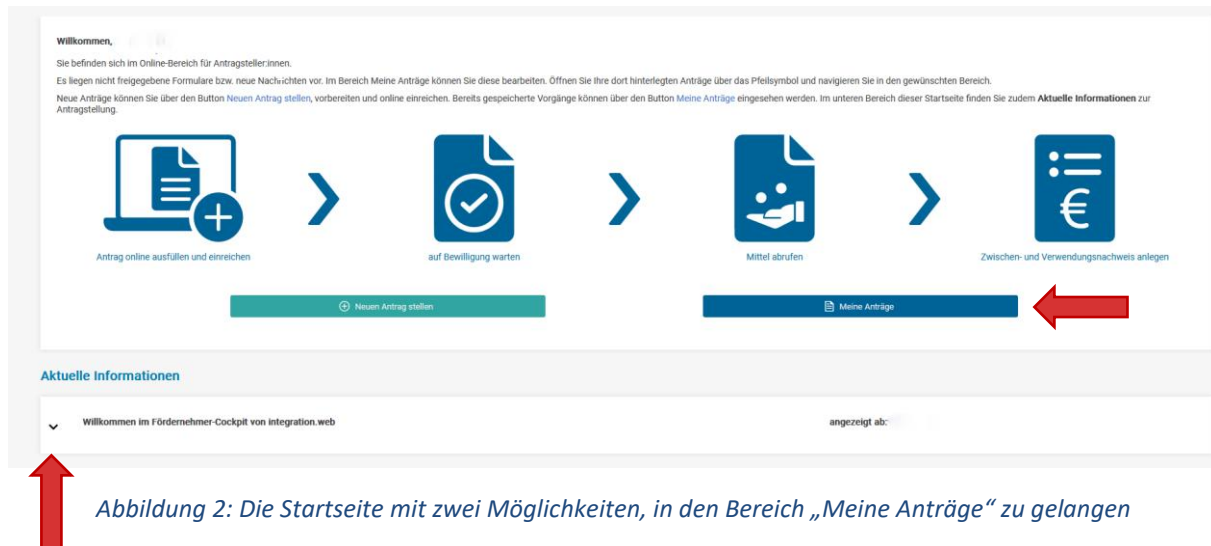 Willkommen,
Sie befinden sich im Online-Bereich für Antragsteller:innen.
Es liegen nicht freigegebene Formulare bzw. neue Nachrichten vor. Im Bereich Meine Anträge können Sie diese bearbeiten. Öffnen Sie Ihre dort hinterlegten Anträge über das Pfeilsymbol und navigieren Sie in den gewünschten Bereich.
Neue Anträge können Sie über den Button Neuen Antrag stellen, vorbereiten und online einreichen. Bereits gespeicherte Vorgänge können über den Button Meine Anträge eingesehen werden. Im unteren Bereich dieser Startseite finden Sie zudem Aktuelle Informationen zur
Antragstellung.
€
Antrag online ausfüllen und einreichen
auf Bewilligung warten
Mittel abrufen
Zwischen- und Verwendungsnachweis anlegen
Neuen Antrag stellen
Meine Anträge
Aktuelle Informationen
Willkommen im Fördernehmer-Cockpit von integration.web
angezeigt ab:
Abbildung 2: Die Startseite mit zwei Möglichkeiten, in den Bereich „Meine Anträge“ zu gelangen